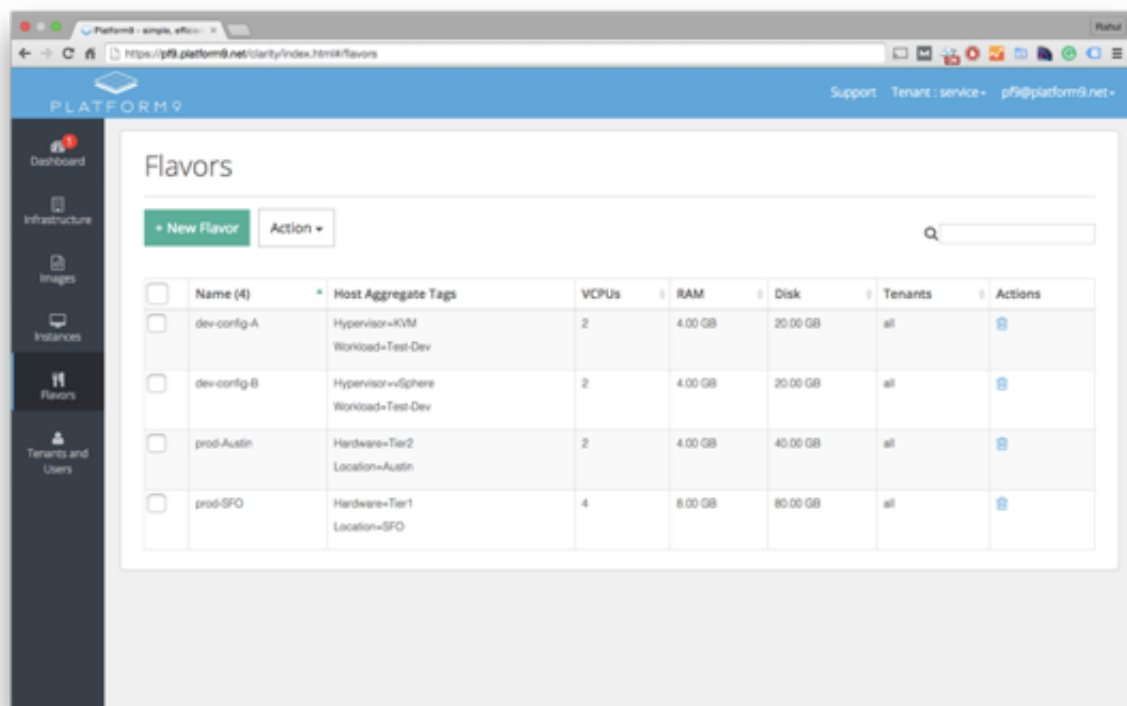 Platform9 - simple, efficie
Rahul
https://pf9.platform9.net/clarity/index.html#/flavors
PLATFORM9
Support Tenant : service pf9@platform9.net
1
Dashboard
Infrastructure
Images
Instances
Flavors
Tenants and
Users
Flavors
+ New Flavor Action
Name (4) Host Aggregate Tags VCPUs RAM Disk Tenants Actions
dev-config-A Hypervisor=KVM 2 4.00 GB 20.00 GB all
Workload=Test-Dev
dev-config-B Hypervisor=vSphere 2 4.00 GB 20.00 GB all
Workload=Test-Dev
prod-Austin Hardware=Tier2 2 4.00 GB 40.00 GB all
Location=Austin
prod-SFO Hardware=Tier1 4 8.00 GB 80.00 GB all
Location=SFO